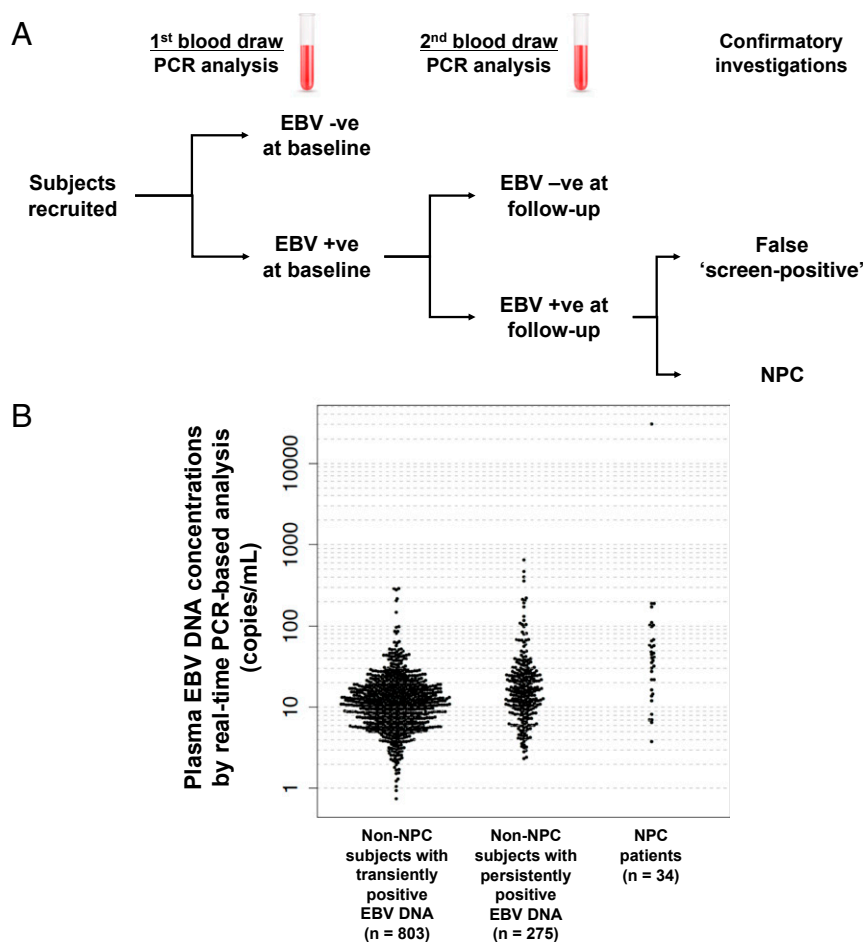 A
1st blood draw
PCR analysis
2nd blood draw
PCR analysis
Confirmatory
investigations
EBV -ve
at baseline
Subjects
recruited
EBV –ve at
follow-up
EBV +ve
at baseline
False
‘screen-positive’
EBV +ve at
follow-up
NPC
B
Plasma EBV DNA concentrations
by real-time PCR-based analysis
(copies/mL)
10000
1000
100
10
1
Non-NPC
subjects with
transiently
positive
EBV DNA
(n = 803)
Non-NPC
subjects with
persistently
positive
EBV DNA
(n = 275)
NPC
patients
(n = 34)